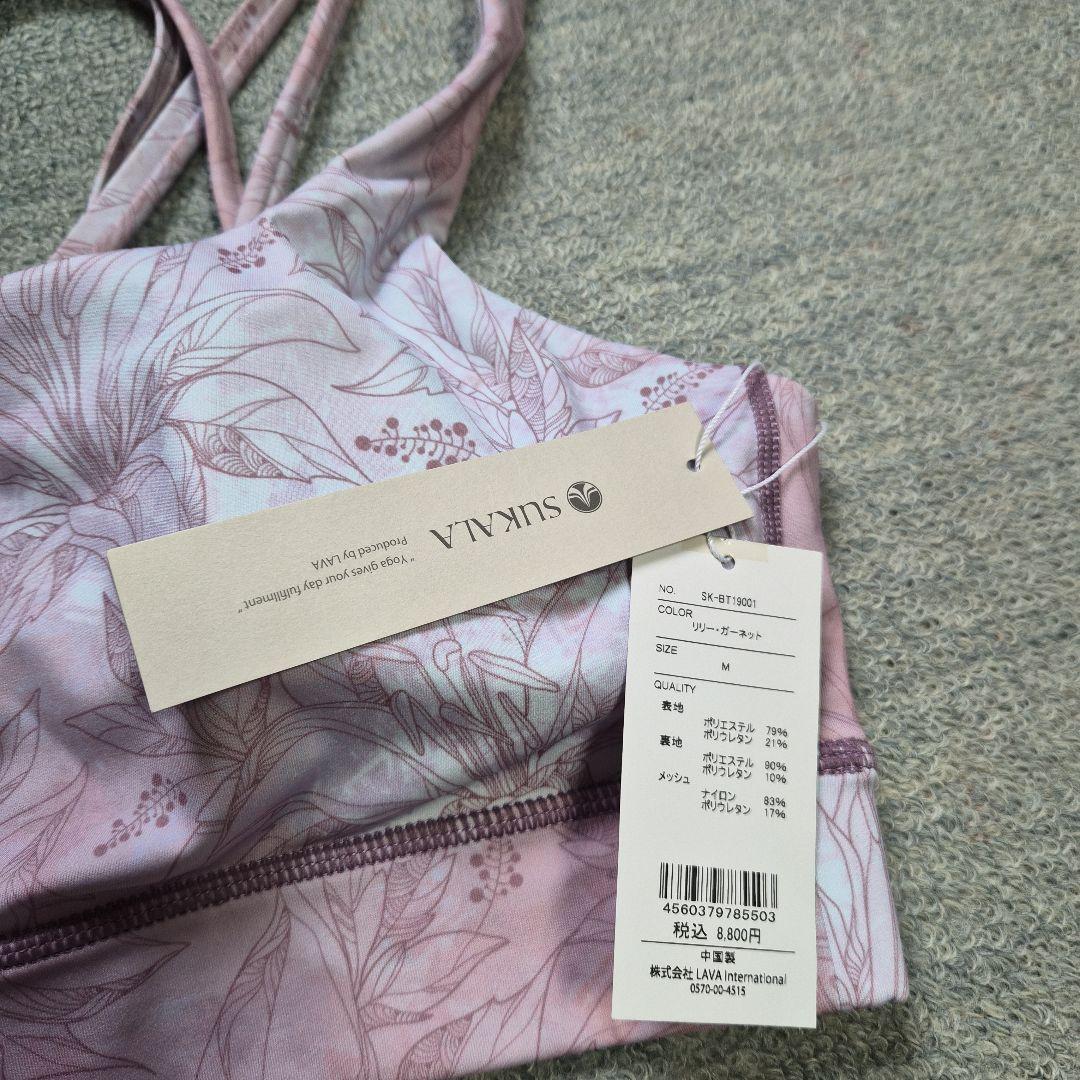 SUKALA
" Yoga gives your day fulfillment"
Produced by LAVA
NO. SK-BT19001
COLOR
リリー・ガーネット
SIZE
M
QUALITY
表地
ポリエステル 79%
ポリウレタン 21%
裏地
ポリエステル 90%
ポリウレタン 10%
メッシュ
ナイロン 83%
ポリウレタン 17%
4560379785503
税込 8,800円
中国製
株式会社 LAVA International
0570-00-4515